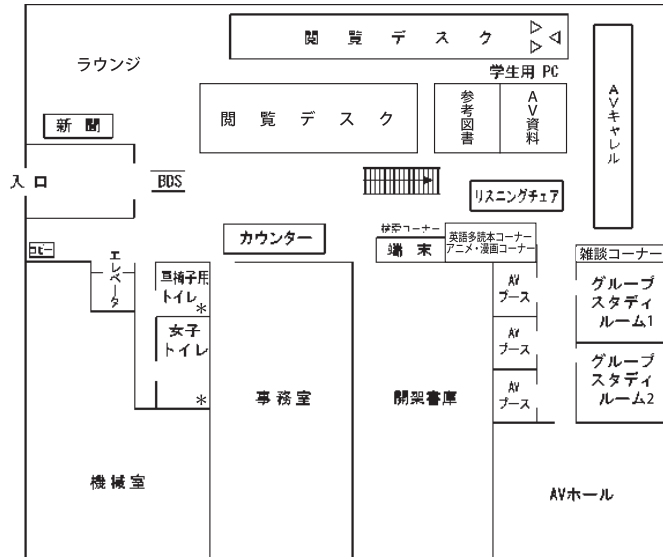 閲覧デスク
ラウンジ
学生用 PC
閲覧デスク
参考図書
AV資料
AVキャレル
新聞
入口
BDS
リスニングチェア
カウンター
検索コーナー
端末
英語多読本コーナー
アニメ・漫画コーナー
雑談コーナー
コピー
エレベータ
車椅子用
トイレ
*
女子
トイレ
*
AV
ブース
AV
ブース
AV
ブース
グループ
スタディ
ルーム1
グループ
スタディ
ルーム2
事務室
開架書庫
機械室
AVホール